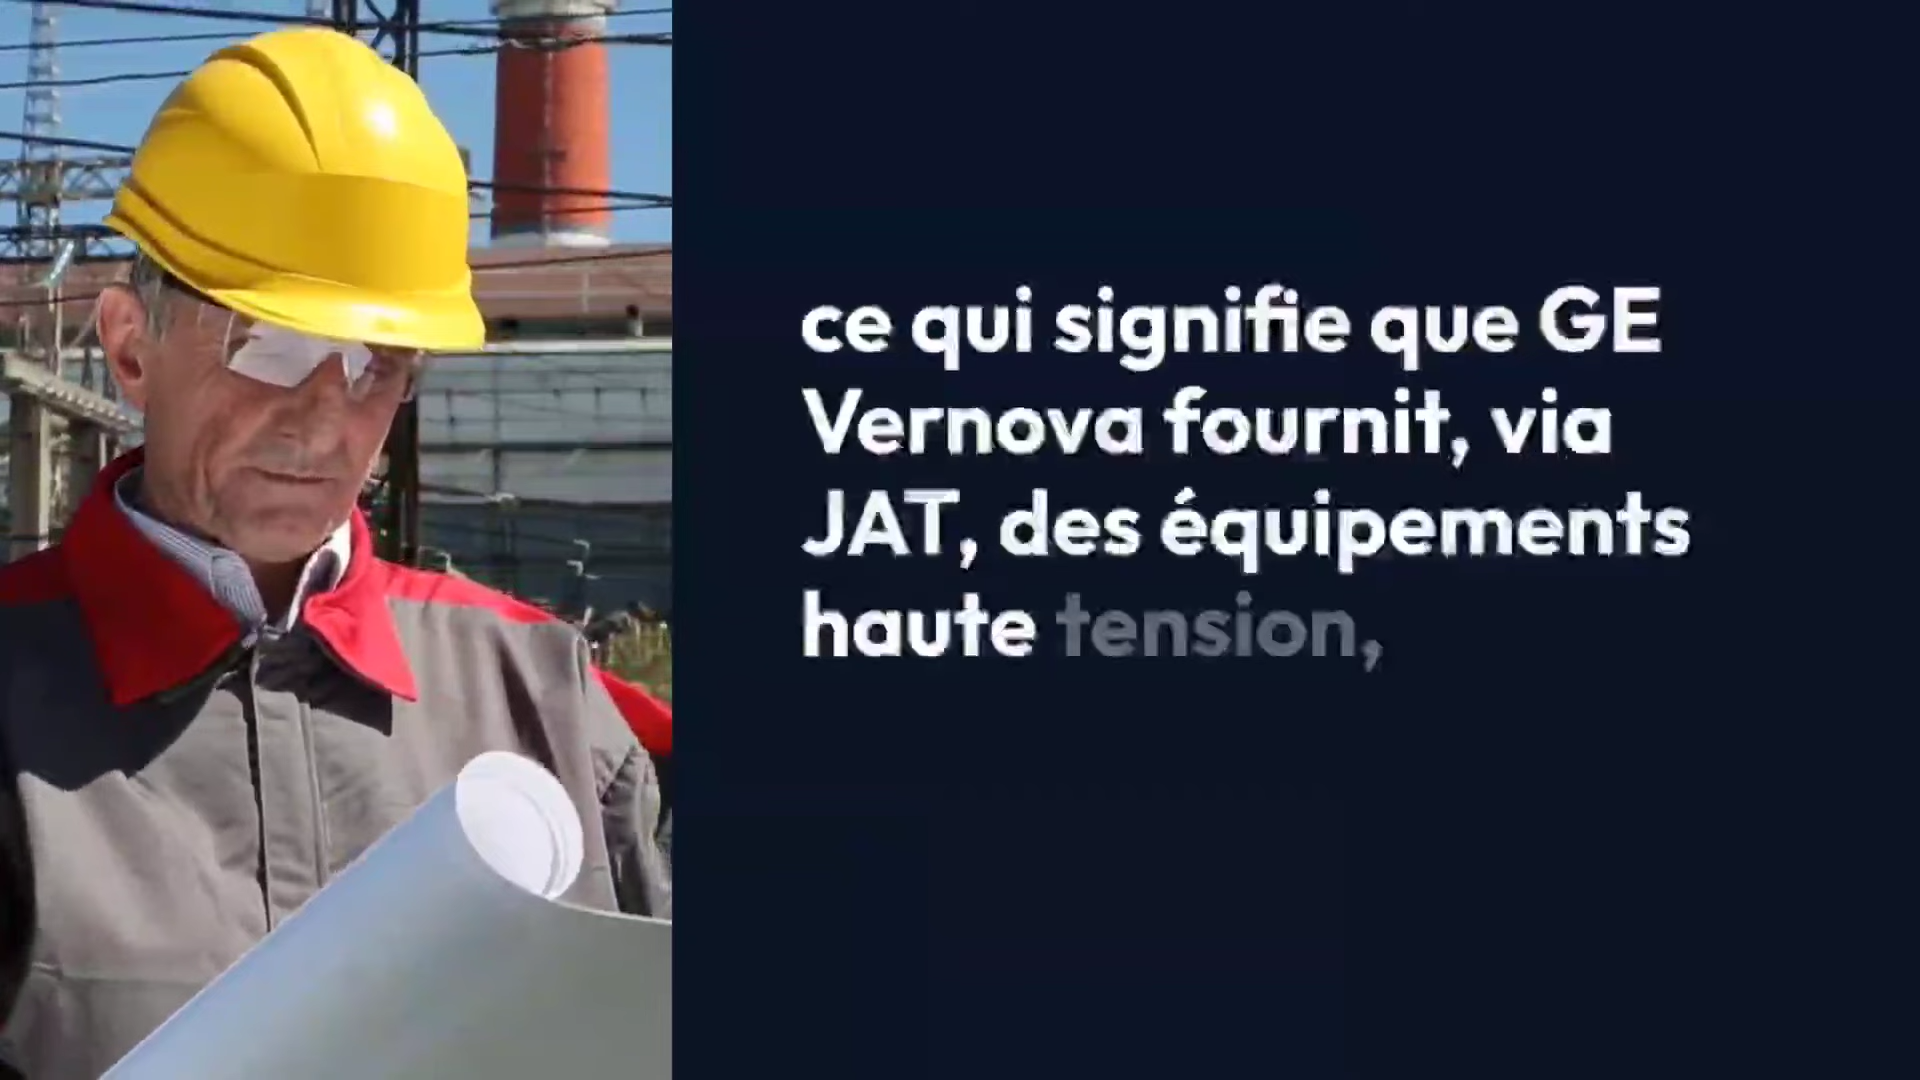 ce qui signifie que GE
Vernova fournit, via
JAT, des équipements
haute tension,